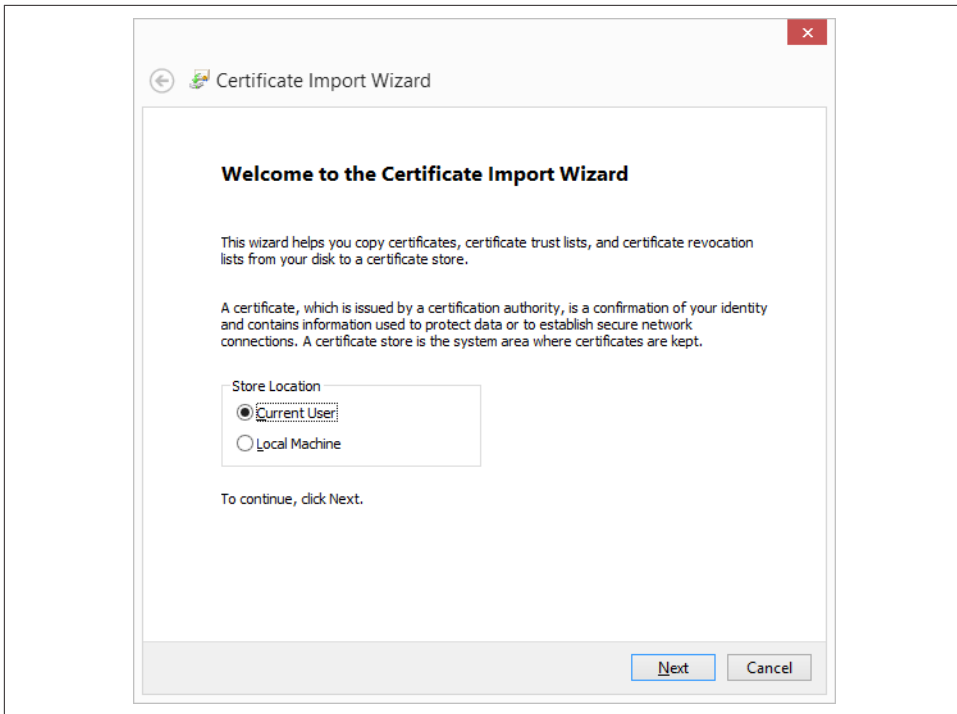 Certificate Import Wizard
Welcome to the Certificate Import Wizard
This wizard helps you copy certificates, certificate trust lists, and certificate revocation
lists from your disk to a certificate store.
A certificate, which is issued by a certification authority, is a confirmation of your identity
and contains information used to protect data or to establish secure network
connections. A certificate store is the system area where certificates are kept.
Store Location
Current User
Local Machine
To continue, click Next.
Next Cancel